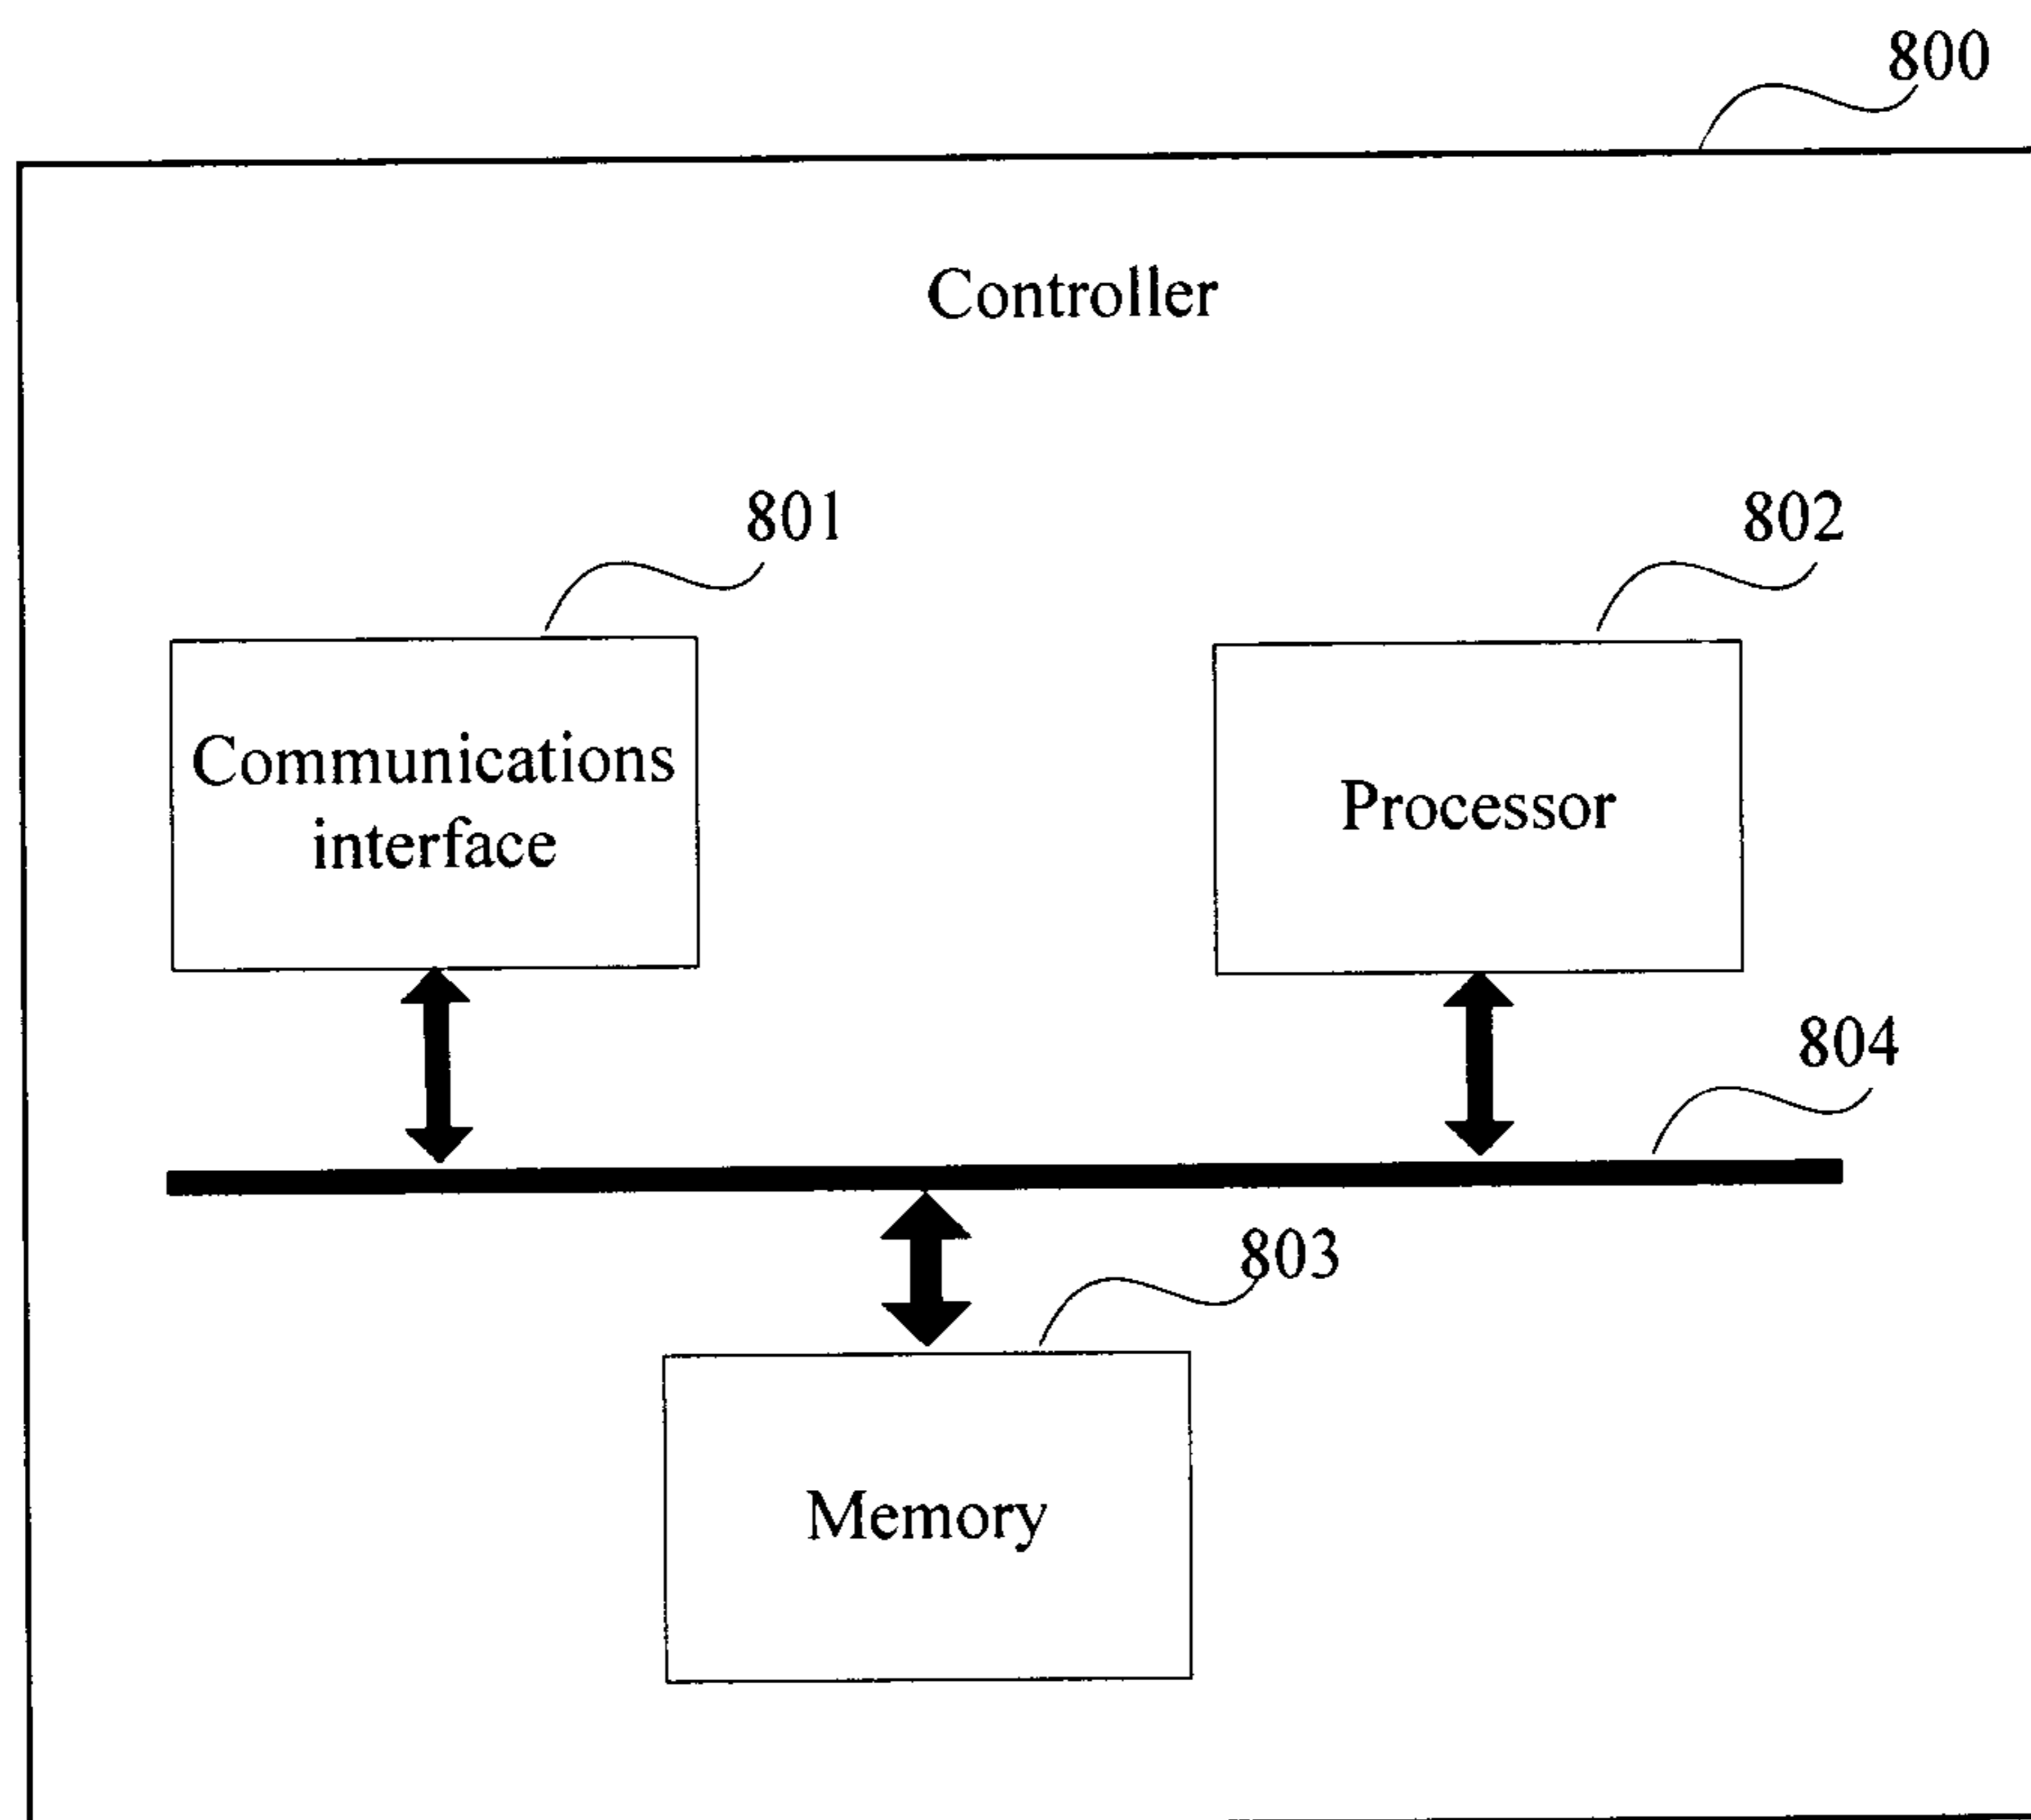 800
Controller
801
802
Communications
interface
Processor
804
803
Memory